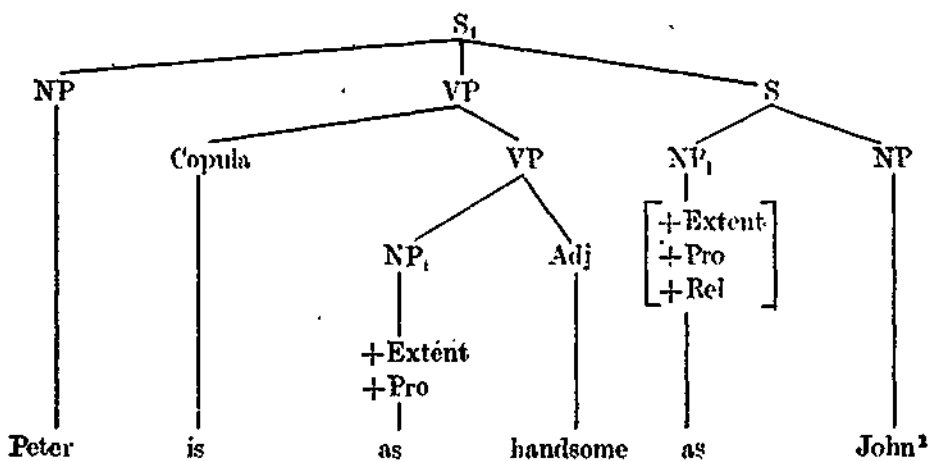 S₁
NP VP S
Copula VP NP₁ NP
+Extent
NP₁ Adj +Pro
+Rel
+Extént
+Pro
Peter is as handsome as John²